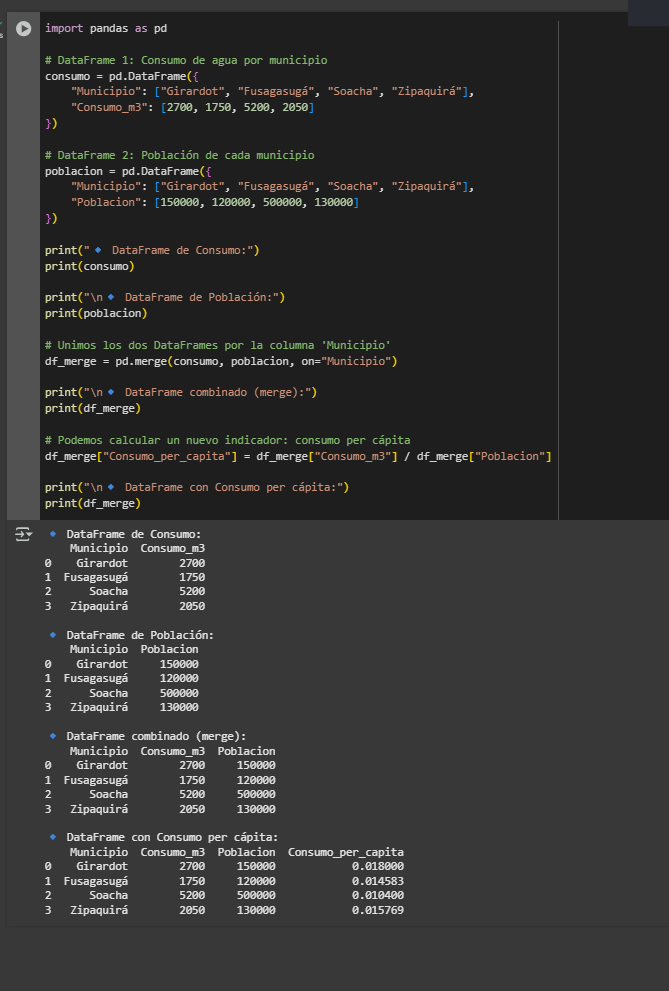 import pandas as pd
# DataFrame 1: Consumo de agua por municipio
consumo = pd.DataFrame({
    "Municipio": ["Girardot", "Fusagasugá", "Soacha", "Zipaquirá"],
    "Consumo_m3": [2700, 1750, 5200, 2050]
})
# DataFrame 2: Población de cada municipio
poblacion = pd.DataFrame({
    "Municipio": ["Girardot", "Fusagasugá", "Soacha", "Zipaquirá"],
    "Poblacion": [150000, 120000, 500000, 130000]
})
print("🔹 DataFrame de Consumo:")
print(consumo)
print("\n🔹 DataFrame de Población:")
print(poblacion)
# Unimos los dos DataFrames por la columna 'Municipio'
df_merge = pd.merge(consumo, poblacion, on="Municipio")
print("\n🔹 DataFrame combinado (merge):")
print(df_merge)
# Podemos calcular un nuevo indicador: consumo per cápita
df_merge["Consumo_per_capita"] = df_merge["Consumo_m3"] / df_merge["Poblacion"]
print("\n🔹 DataFrame con Consumo per cápita:")
print(df_merge)
🔹 DataFrame de Consumo:
    Municipio  Consumo_m3
0    Girardot        2700
1  Fusagasugá        1750
2      Soacha        5200
3   Zipaquirá        2050
🔹 DataFrame de Población:
    Municipio  Poblacion
0    Girardot     150000
1  Fusagasugá     120000
2      Soacha     500000
3   Zipaquirá     130000
🔹 DataFrame combinado (merge):
    Municipio  Consumo_m3  Poblacion
0    Girardot        2700     150000
1  Fusagasugá        1750     120000
2      Soacha        5200     500000
3   Zipaquirá        2050     130000
🔹 DataFrame con Consumo per cápita:
    Municipio  Consumo_m3  Poblacion  Consumo_per_capita
0    Girardot        2700     150000            0.018000
1  Fusagasugá        1750     120000            0.014583
2      Soacha        5200     500000            0.010400
3   Zipaquirá        2050     130000            0.015769